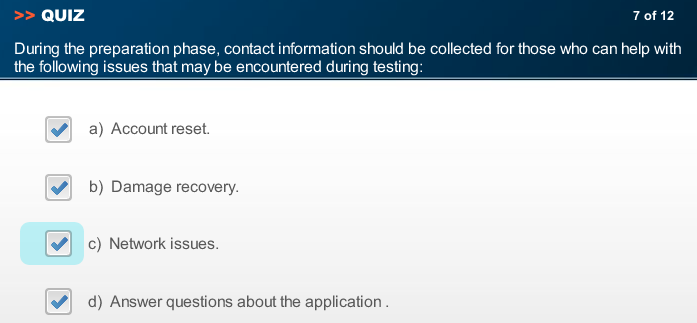 >> QUIZ
7 of 12
During the preparation phase, contact information should be collected for those who can help with
the following issues that may be encountered during testing:
a) Account reset.
b) Damage recovery.
c) Network issues.
d) Answer questions about the application .